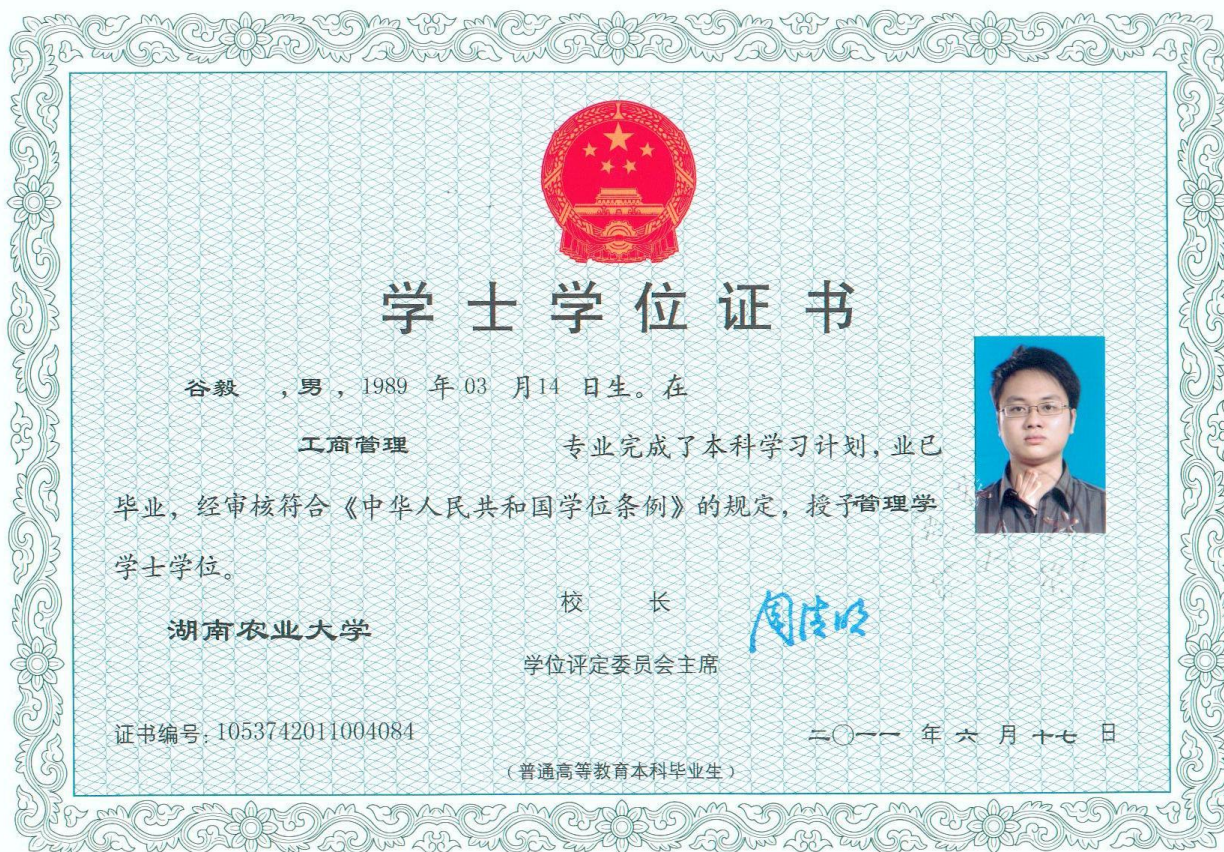 学士学位证书
谷毅 ,男,1989 年 03 月14 日生。在
工商管理 专业完成了本科学习计划,业已
毕业,经审核符合《中华人民共和国学位条例》的规定,授予管理学
学士学位。
校 长 周清明
湖南农业大学
学位评定委员会主席
证书编号:1053742011004084
二〇一一 年 六 月 十七 日
(普通高等教育本科毕业生)